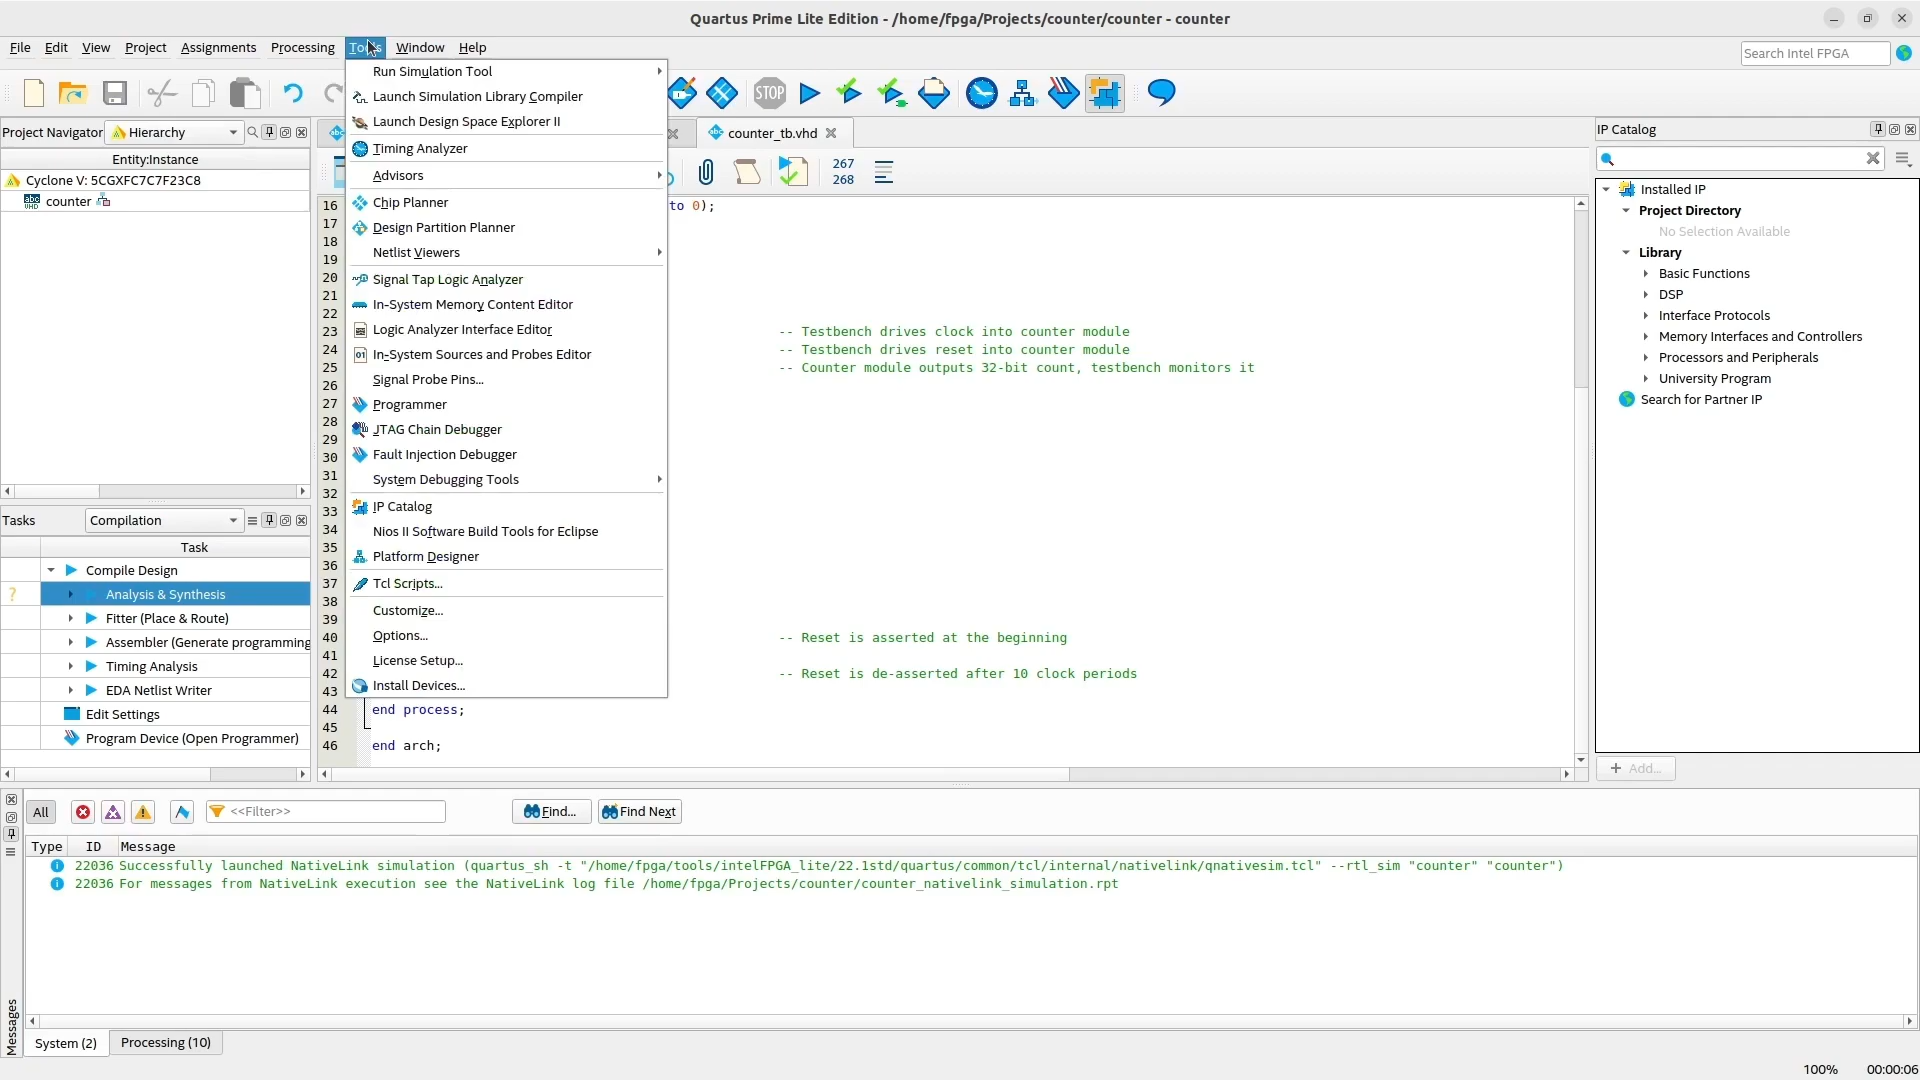 Quartus Prime Lite Edition - /home/fpga/Projects/counter/counter - counter
File Edit View Project Assignments Processing Tools Window Help
Search Intel FPGA
STOP
Project Navigator Hierarchy
counter_tb.vhd
IP Catalog
267
268
Entity:Instance
Cyclone V: 5CGXFC7C7F23C8
counter
Run Simulation Tool
Launch Simulation Library Compiler
Launch Design Space Explorer II
Timing Analyzer
Advisors
Chip Planner
Design Partition Planner
Netlist Viewers
Signal Tap Logic Analyzer
In-System Memory Content Editor
Logic Analyzer Interface Editor
In-System Sources and Probes Editor
Signal Probe Pins...
Programmer
JTAG Chain Debugger
Fault Injection Debugger
System Debugging Tools
IP Catalog
Nios II Software Build Tools for Eclipse
Platform Designer
Tcl Scripts...
Customize...
Options...
License Setup...
Install Devices...
16 to 0);
17
18
19
20
21
22
23 -- Testbench drives clock into counter module
24 -- Testbench drives reset into counter module
25 -- Counter module outputs 32-bit count, testbench monitors it
26
27
28
29
30
31
32
33
34
35
36
37
38
39
40 -- Reset is asserted at the beginning
41
42 -- Reset is de-asserted after 10 clock periods
43
44 end process;
45
46 end arch;
Installed IP
Project Directory
No Selection Available
Library
Basic Functions
DSP
Interface Protocols
Memory Interfaces and Controllers
Processors and Peripherals
University Program
Search for Partner IP
+ Add...
Tasks Compilation
Task
Compile Design
? Analysis & Synthesis
Fitter (Place & Route)
Assembler (Generate programming
Timing Analysis
EDA Netlist Writer
Edit Settings
Program Device (Open Programmer)
All <<Filter>> Find... Find Next
Type ID Message
22036 Successfully launched NativeLink simulation (quartus_sh -t "/home/fpga/tools/intelFPGA_lite/22.1std/quartus/common/tcl/internal/nativelink/qnativesim.tcl" --rtl_sim "counter" "counter")
22036 For messages from NativeLink execution see the NativeLink log file /home/fpga/Projects/counter/counter_nativelink_simulation.rpt
Messages
System (2) Processing (10)
100% 00:00:06